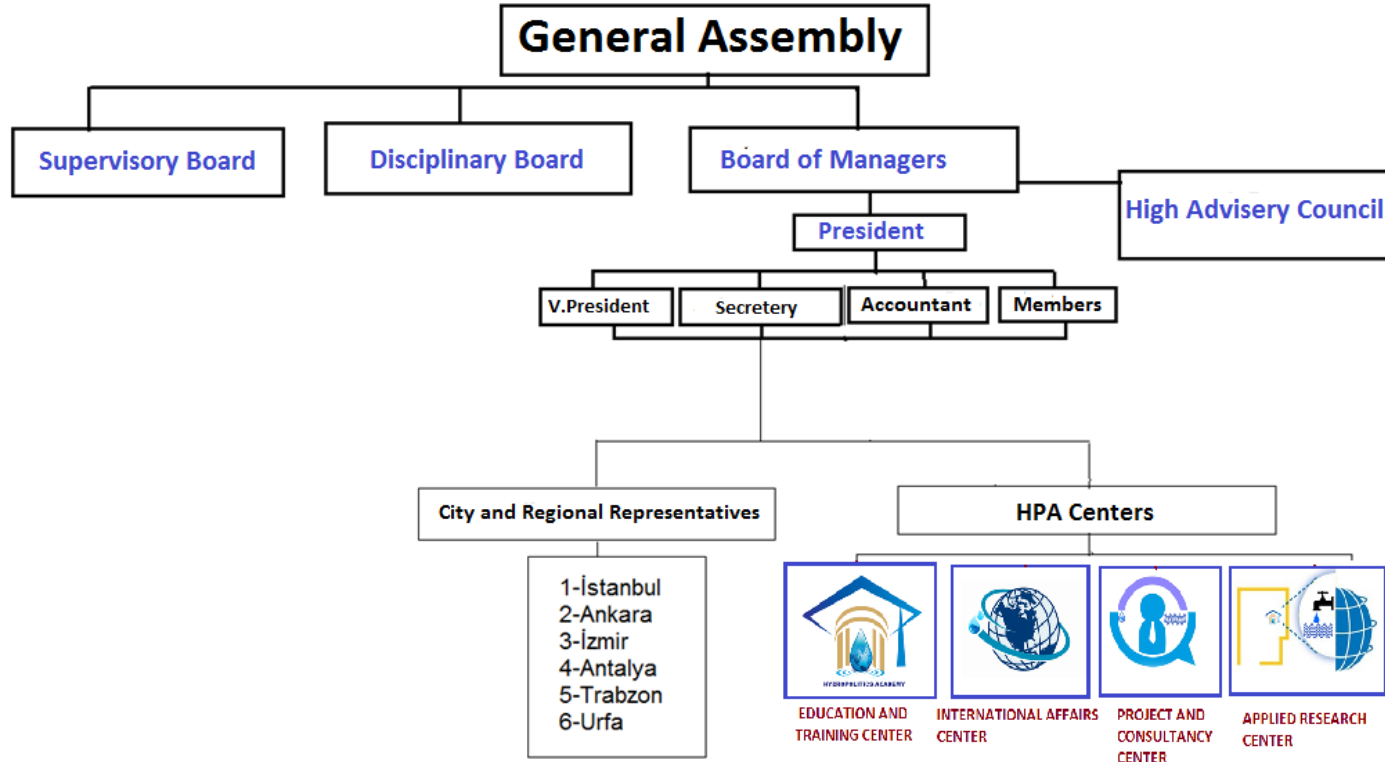 General Assembly
Supervisory Board
Disciplinary Board
Board of Managers
High Advisery Council
President
V.President
Secretery
Accountant
Members
City and Regional Representatives
HPA Centers
1-İstanbul
2-Ankara
3-İzmir
4-Antalya
5-Trabzon
6-Urfa
HYDROPOLITICS ACADEMY
EDUCATION AND
TRAINING CENTER
INTERNATIONAL AFFAIRS
CENTER
PROJECT AND
CONSULTANCY
CENTER
APPLIED RESEARCH
CENTER